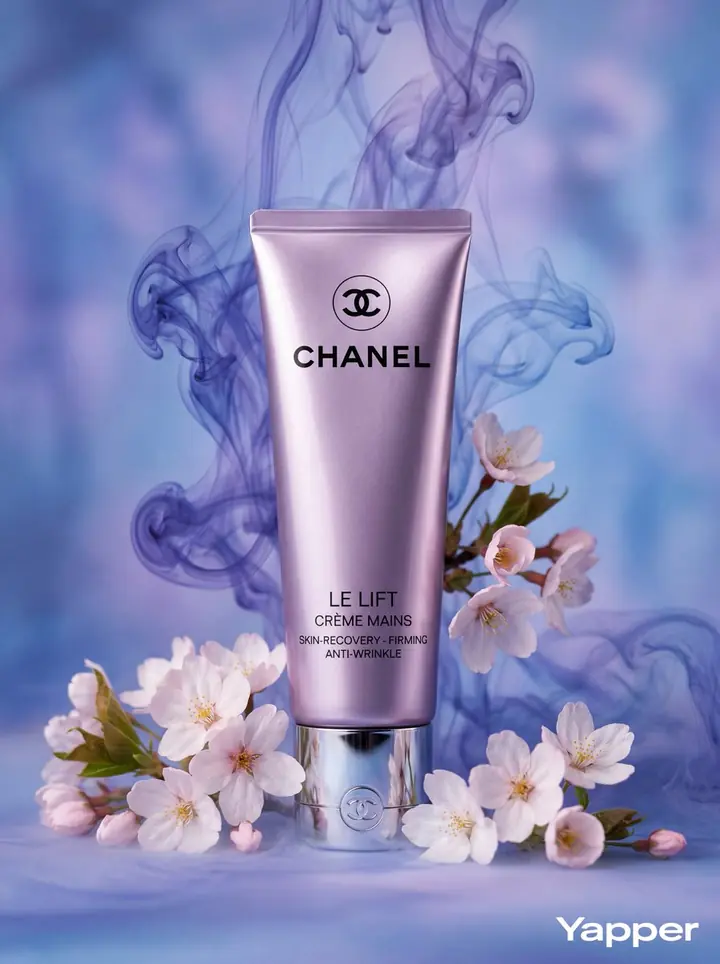 CHANEL
LE LIFT
CRÈME MAINS
SKIN-RECOVERY - FIRMING
ANTI-WRINKLE
Yapper